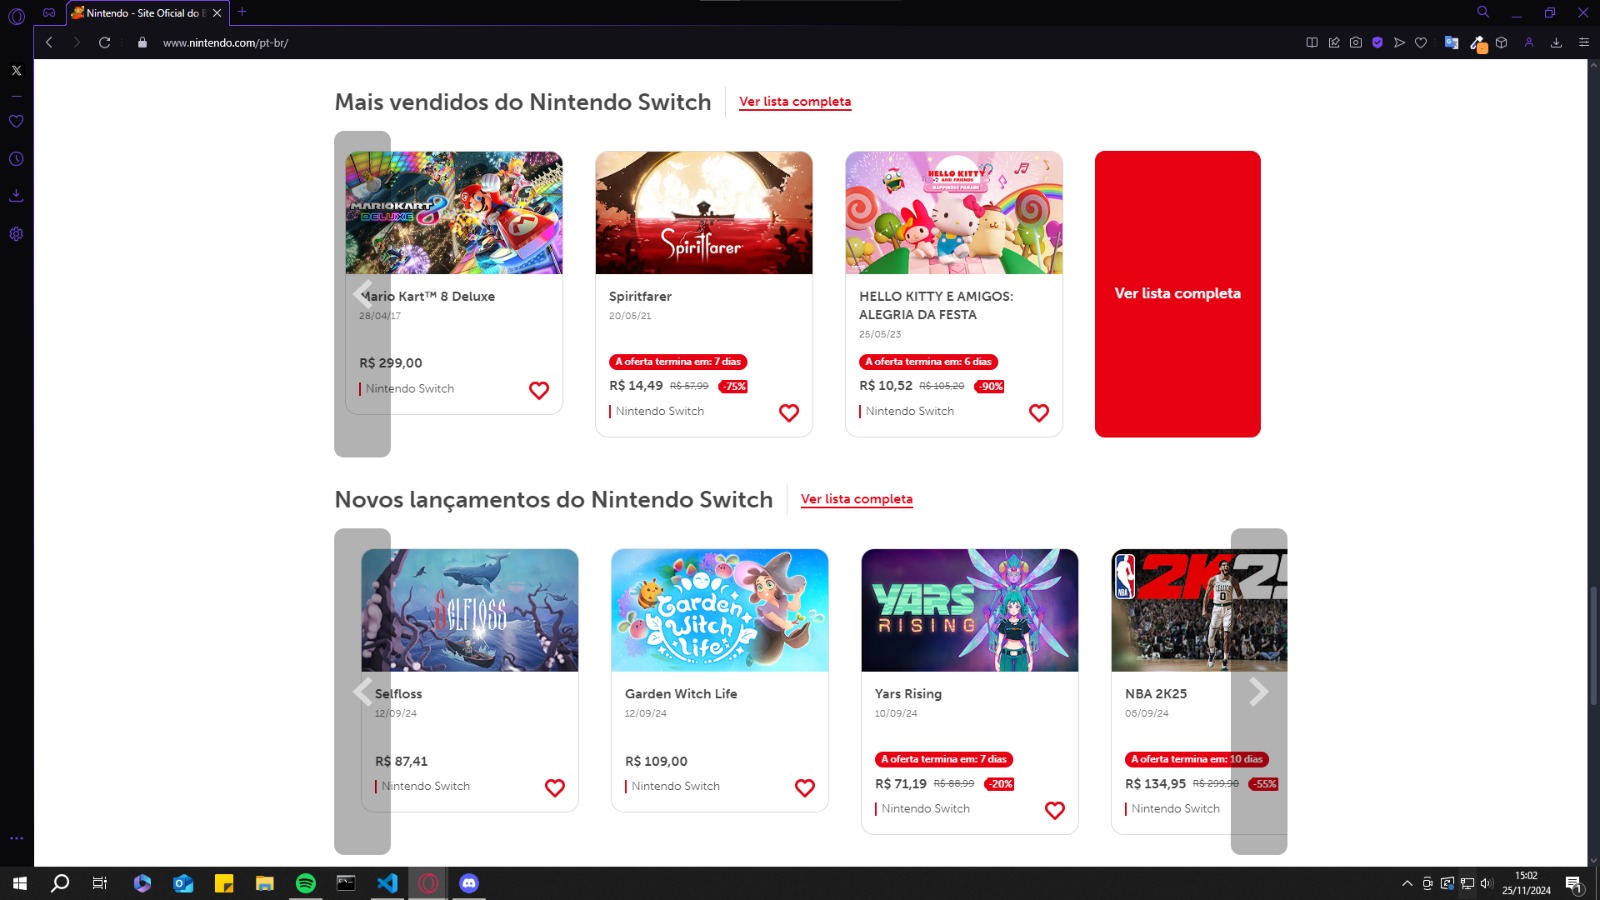 Nintendo - Site Oficial do B
www.nintendo.com/pt-br/
Mais vendidos do Nintendo Switch
Ver lista completa
MARIOKART 8
DELUXE
Mario Kart™ 8 Deluxe
28/04/17
R$ 299,00
Nintendo Switch
Spiritfarer
Spiritfarer
20/05/21
A oferta termina em: 7 dias
R$ 14,49 R$ 57,99 -75%
Nintendo Switch
HELLO KITTY
AND FRIENDS
HAPPINESS PARADE
HELLO KITTY E AMIGOS:
ALEGRIA DA FESTA
25/05/23
A oferta termina em: 6 dias
R$ 10,52 R$ 105,20 -90%
Nintendo Switch
Ver lista completa
Novos lançamentos do Nintendo Switch
Ver lista completa
SELFLOSS
Selfloss
12/09/24
R$ 87,41
Nintendo Switch
Garden
Witch
Life
Garden Witch Life
12/09/24
R$ 109,00
Nintendo Switch
YARS
RISING
Yars Rising
10/09/24
A oferta termina em: 7 dias
R$ 71,19 R$ 88,99 -20%
Nintendo Switch
NBA
2K25
NBA 2K25
06/09/24
A oferta termina em: 10 dias
R$ 134,95 R$ 299,90 -55%
Nintendo Switch
15:02
25/11/2024
1